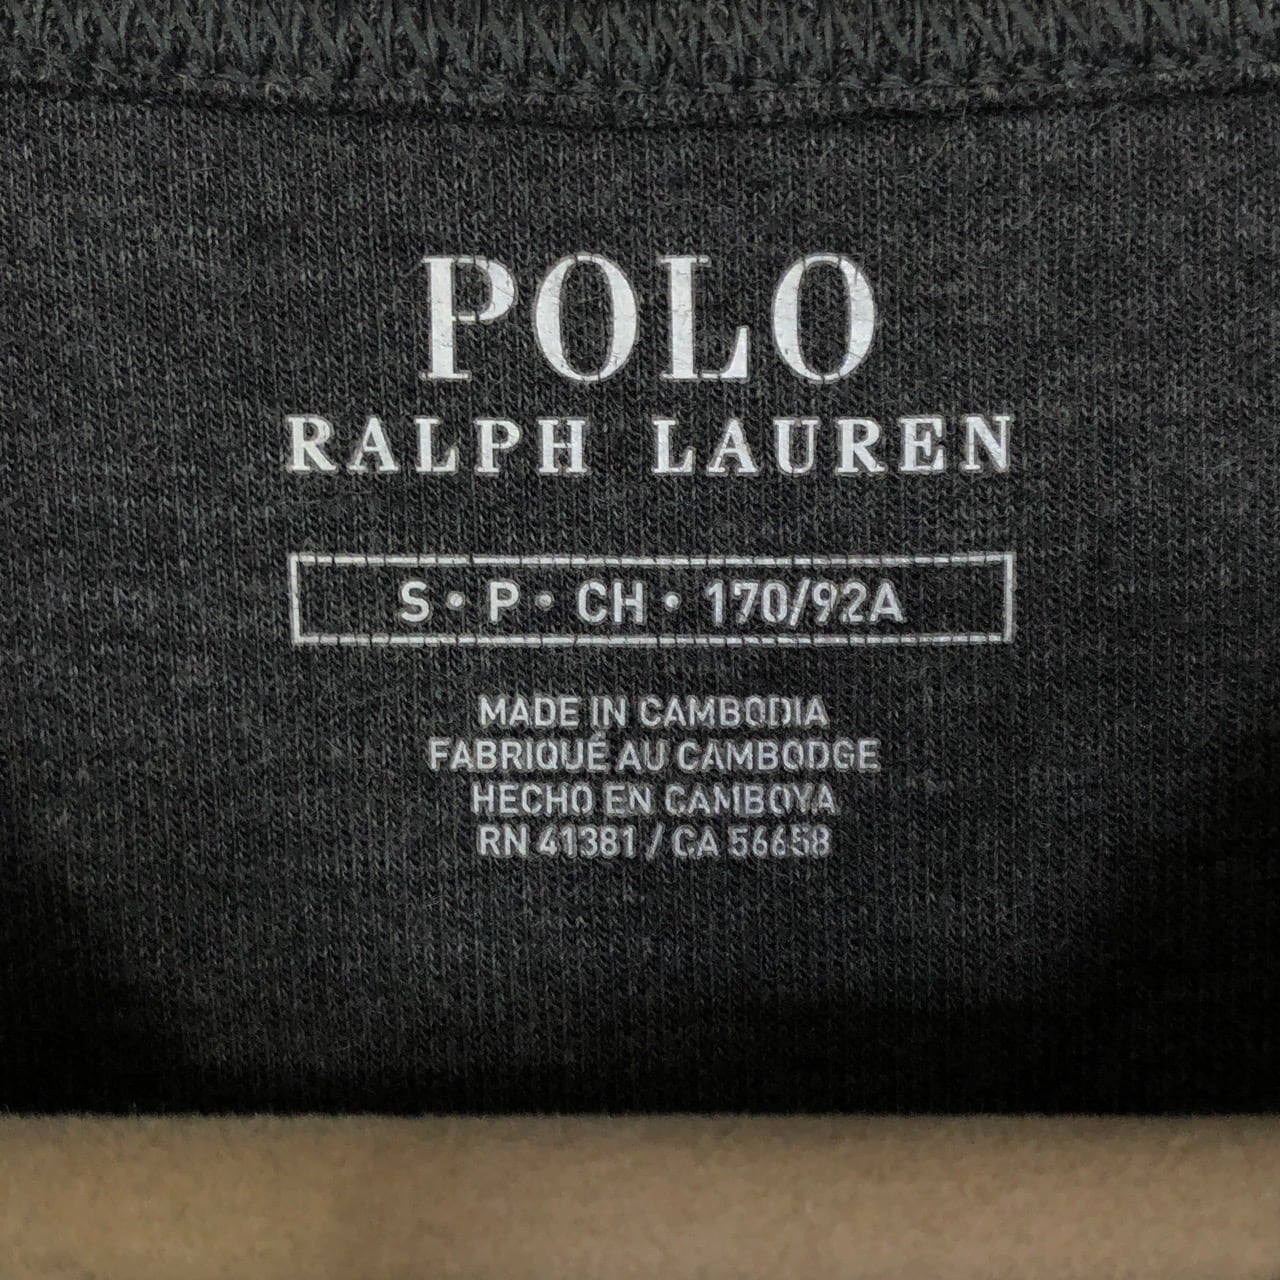 POLO
RALPH LAUREN
S • P • CH • 170/92A
MADE IN CAMBODIA
FABRIQUÉ AU CAMBODGE
HECHO EN CAMBOYA
RN 41381 / CA 56658